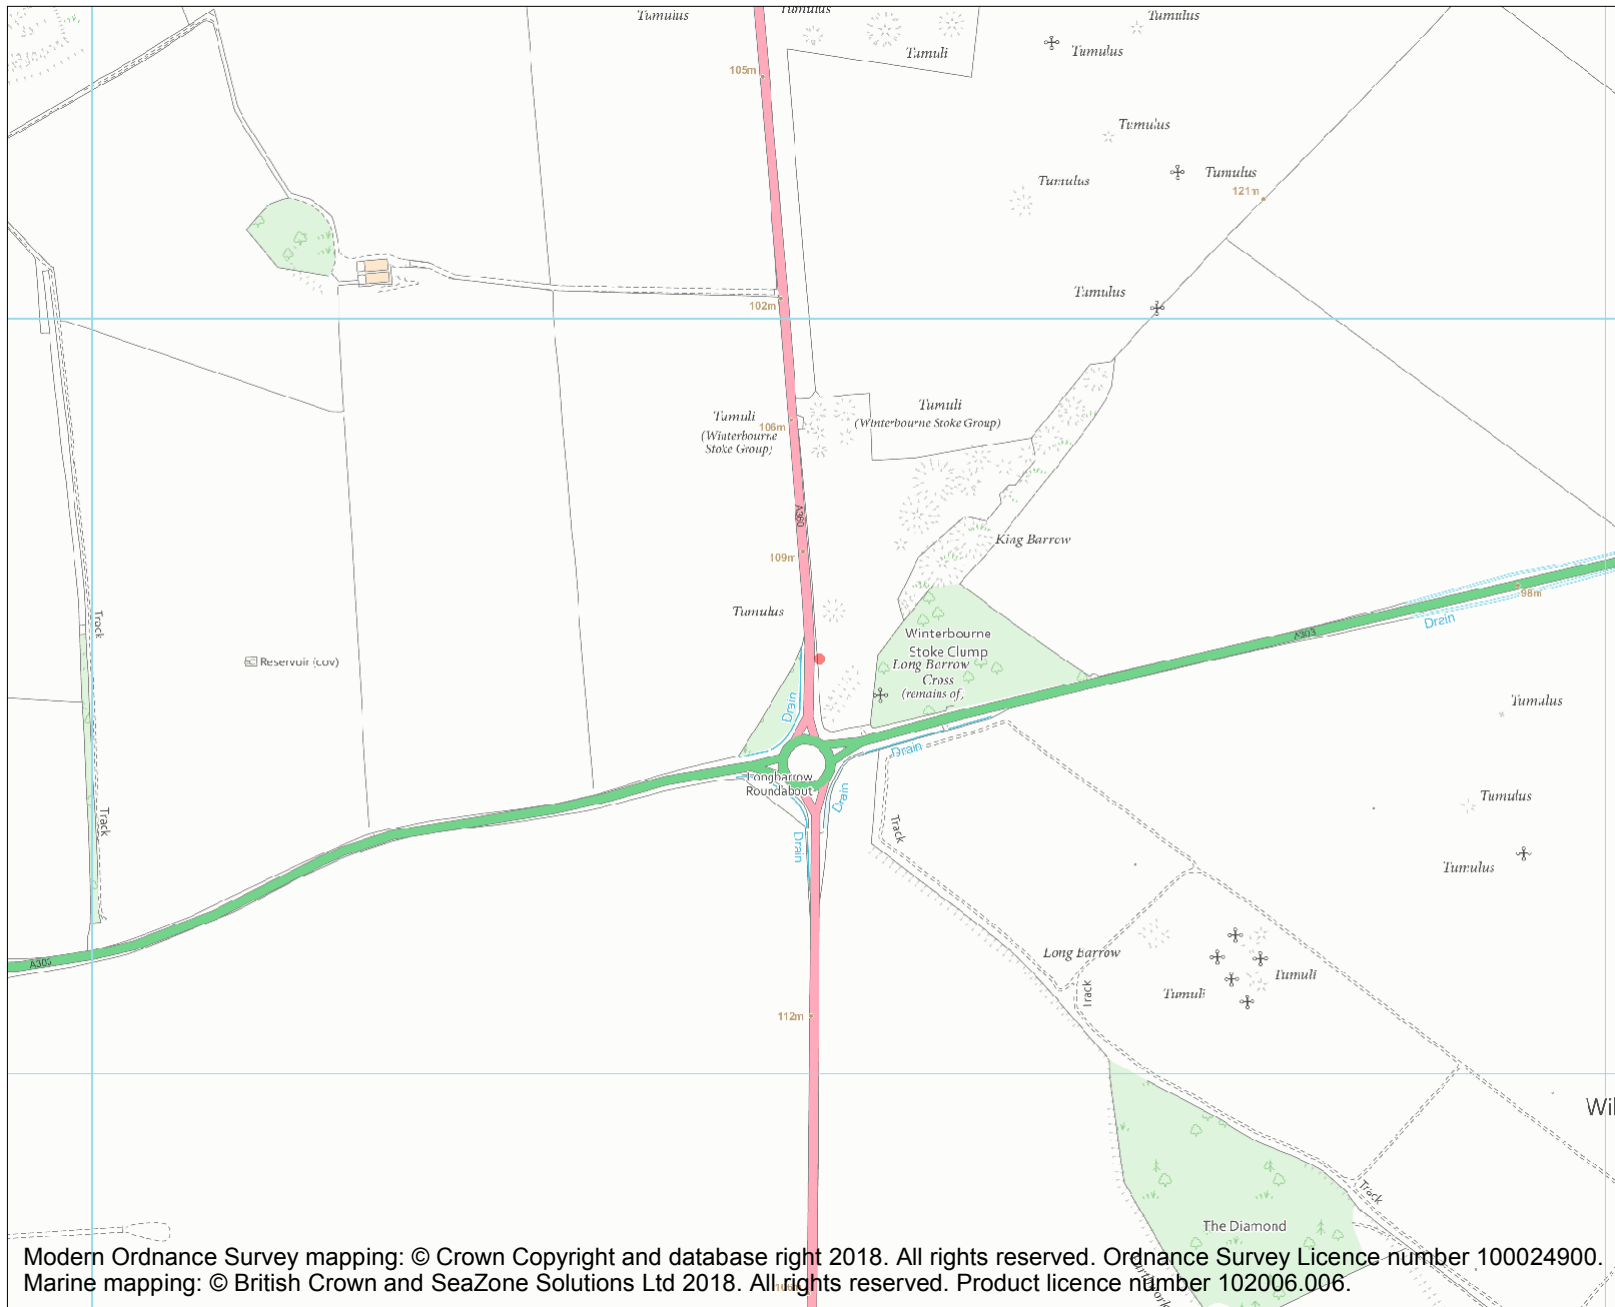 Tumulus
Tumulus
Tumulus
Tumulus
Tumuli
105m
Tumulus
Tumulus
Tumulus
121m
Tumulus
102m
Tumuli
(Winterbourne Stoke Group)
Tumuli
(Winterbourne
Stoke Group)
106m
A360
King Barrow
109m
98m
Tumulus
Drain
Track
A303
Winterbourne
Stoke Clump
Long Barrow
Cross
(remains of)
Reservoir (cov)
Drain
Tumulus
Drain
Longbarrow
Roundabout
Drain
Tumulus
Track
Track
Drain
Tumulus
A303
Long Barrow
Tumuli
Tumuli
Track
112m
Wil
Track
The Diamond
Modern Ordnance Survey mapping: © Crown Copyright and database right 2018. All rights reserved. Ordnance Survey Licence number 100024900.
Marine mapping: © British Crown and SeaZone Solutions Ltd 2018. All rights reserved. Product licence number 102006.006.